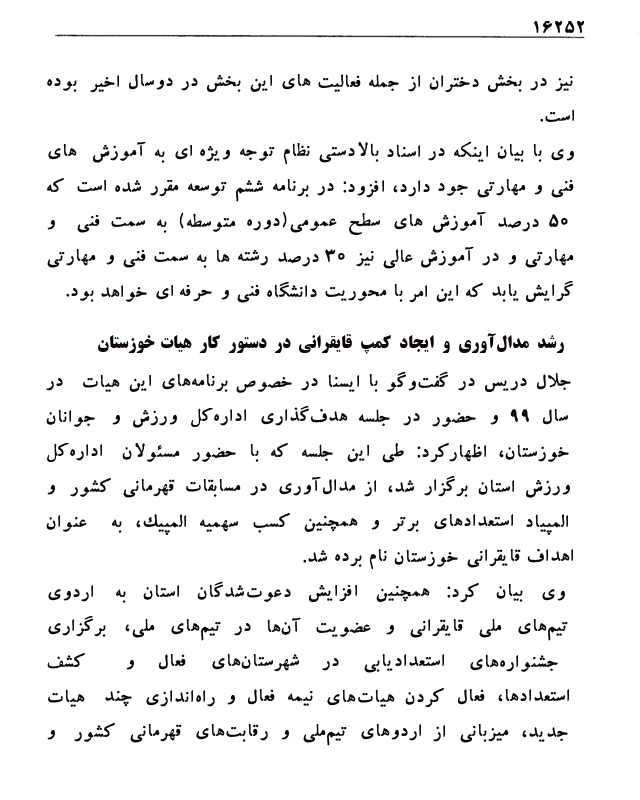 ۱۶۲۵۲
نیز در بخش دختران از جمله فعالیت های این بخش در دوسال اخیر بوده
است.
وی با بیان اینکه در اسناد بالادستی نظام توجه ویژه ای به آموزش های
فنی و مهارتی جود دارد، افزود: در برنامه ششم توسعه مقرر شده است که
۵۰ درصد آموزش های سطح عمومی(دوره متوسطه) به سمت فنی و
مهارتی و در آموزش عالی نیز ۳۰ درصد رشته ها به سمت فنی و مهارتی
گرایش یابد که این امر با محوریت دانشگاه فنی و حرفه ای خواهد بود.
رشد مدال‌آوری و ایجاد کمپ قایقرانی در دستور کار هیات خوزستان
جلال دریس در گفت‌وگو با ایسنا در خصوص برنامه‌های این هیات در
سال ۹۹ و حضور در جلسه هدف‌گذاری اداره‌کل ورزش و جوانان
خوزستان، اظهارکرد: طی این جلسه که با حضور مسئولان اداره‌کل
ورزش استان برگزار شد، از مدال‌آوری در مسابقات قهرمانی کشور و
المپیاد استعدادهای برتر و همچنین کسب سهمیه المپیك، به عنوان
اهداف قایقرانی خوزستان نام برده شد.
وی بیان کرد: همچنین افزایش دعوت‌شدگان استان به اردوی
تیم‌های ملی قایقرانی و عضویت آن‌ها در تیم‌های ملی، برگزاری
جشنواره‌های استعدادیابی در شهرستان‌های فعال و کشف
استعدادها، فعال کردن هیات‌های نیمه فعال و راه‌اندازی چند هیات
جدید، میزبانی از اردوهای تیم‌ملی و رقابت‌های قهرمانی کشور و